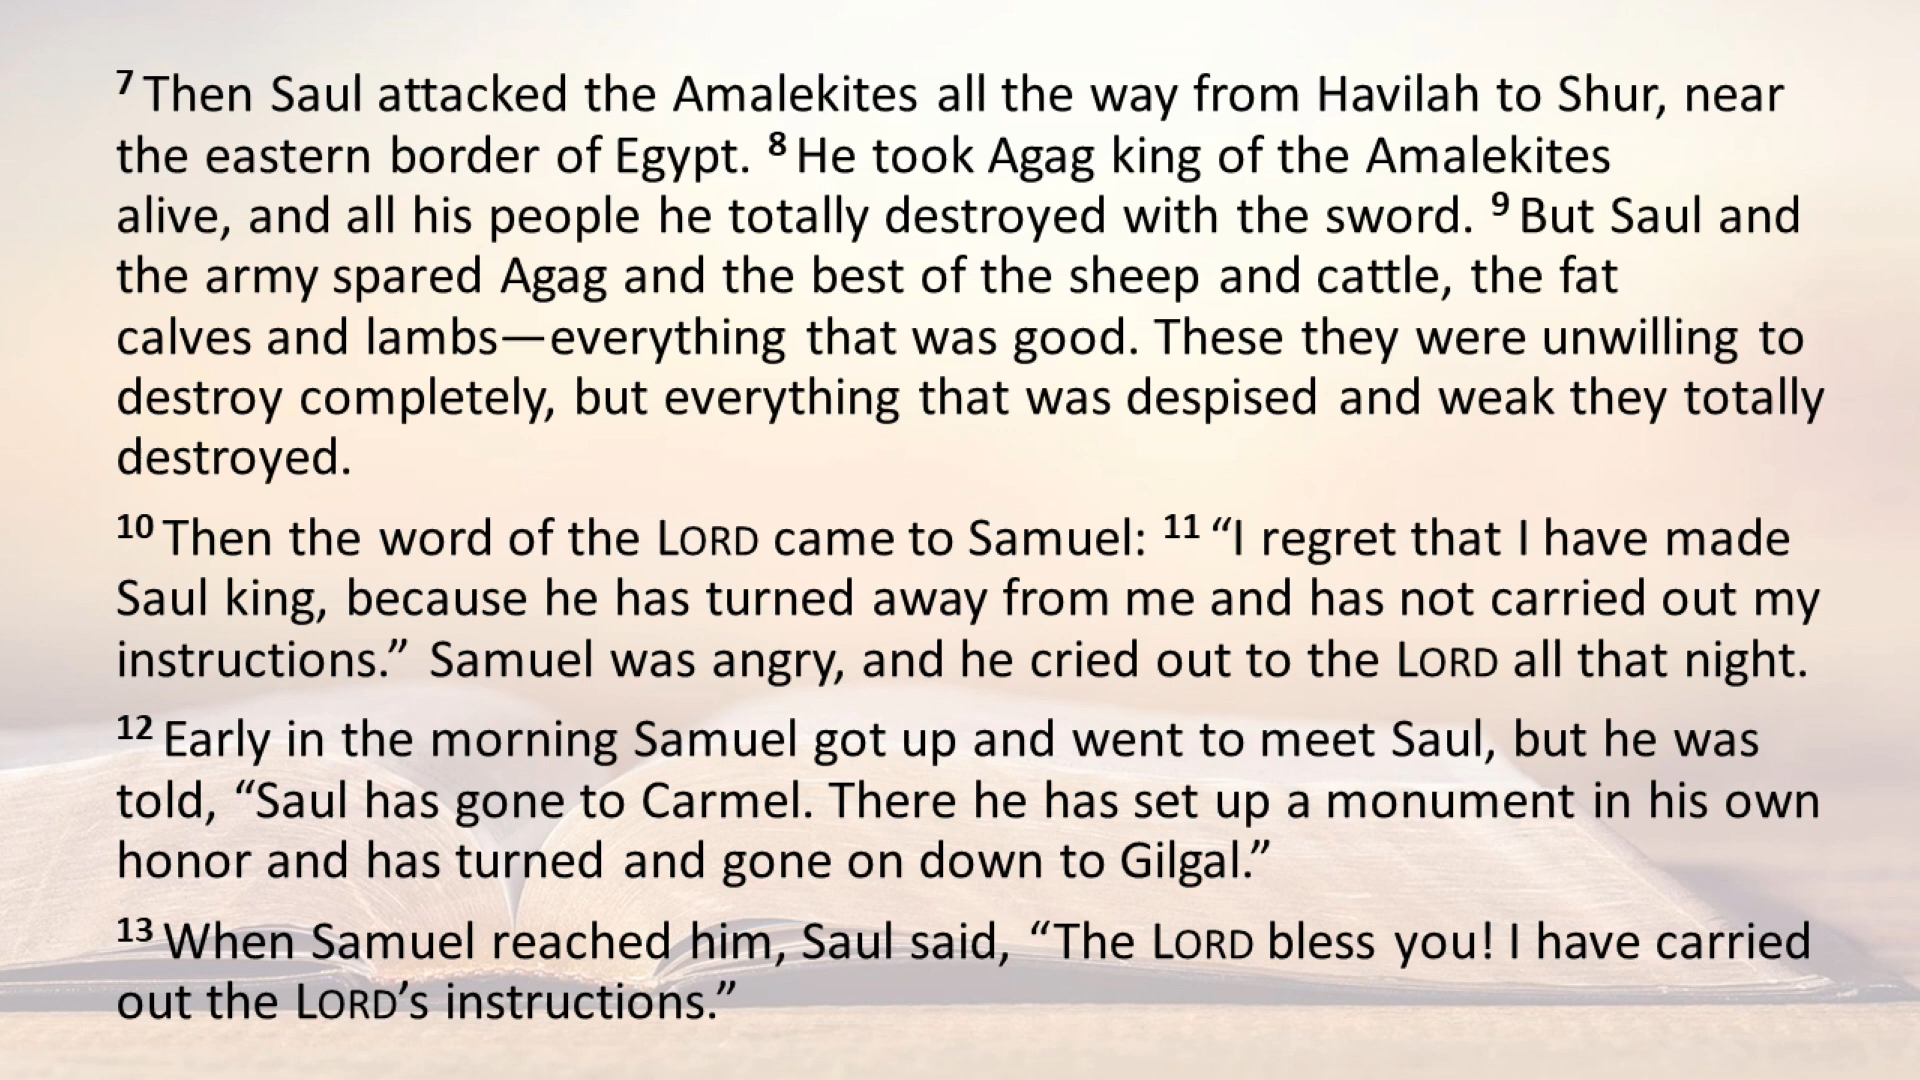 7 Then Saul attacked the Amalekites all the way from Havilah to Shur, near
the eastern border of Egypt. 8 He took Agag king of the Amalekites
alive, and all his people he totally destroyed with the sword. 9 But Saul and
the army spared Agag and the best of the sheep and cattle, the fat
calves and lambs—everything that was good. These they were unwilling to
destroy completely, but everything that was despised and weak they totally
destroyed.
10 Then the word of the LORD came to Samuel: 11 “I regret that I have made
Saul king, because he has turned away from me and has not carried out my
instructions.” Samuel was angry, and he cried out to the LORD all that night.
12 Early in the morning Samuel got up and went to meet Saul, but he was
told, “Saul has gone to Carmel. There he has set up a monument in his own
honor and has turned and gone on down to Gilgal.”
13 When Samuel reached him, Saul said, “The LORD bless you! I have carried
out the LORD’s instructions.”